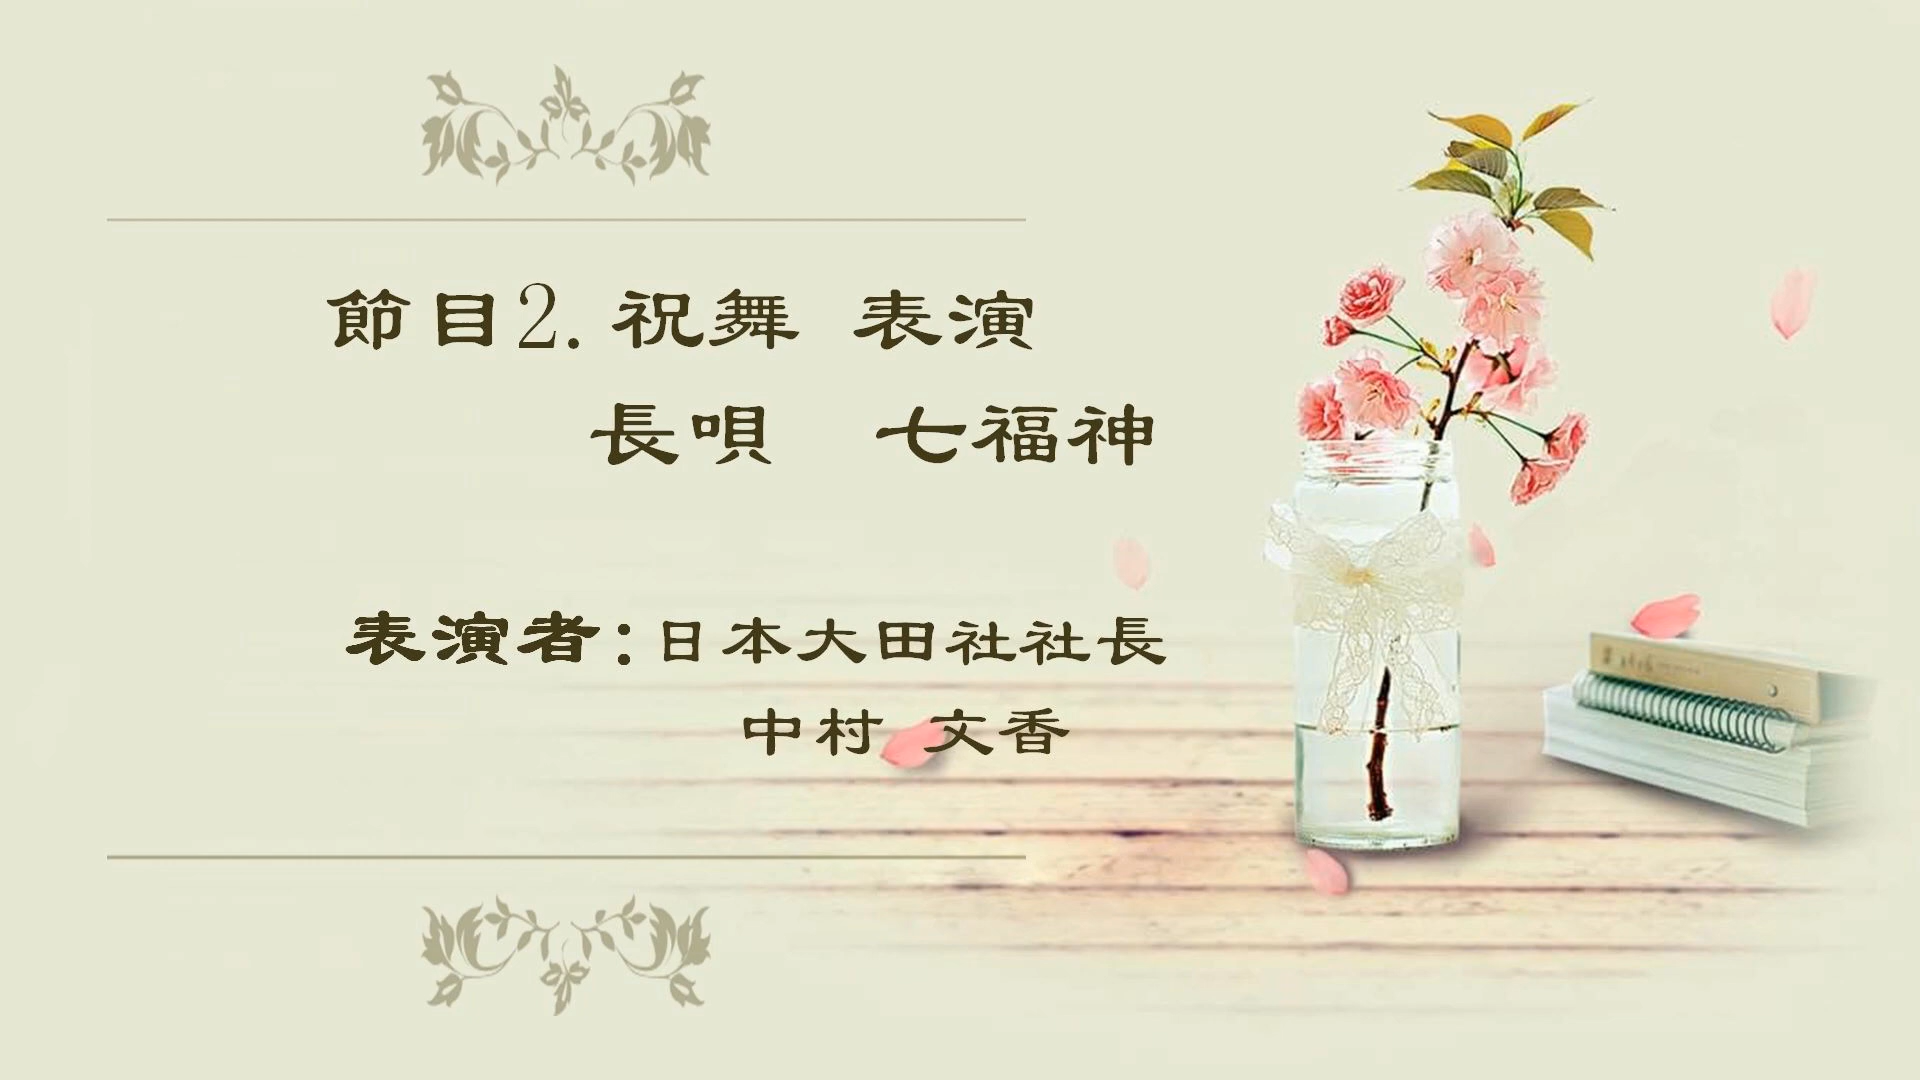 節目2.祝舞 表演
長唄 七福神
表演者:日本大田社社長
中村 文香